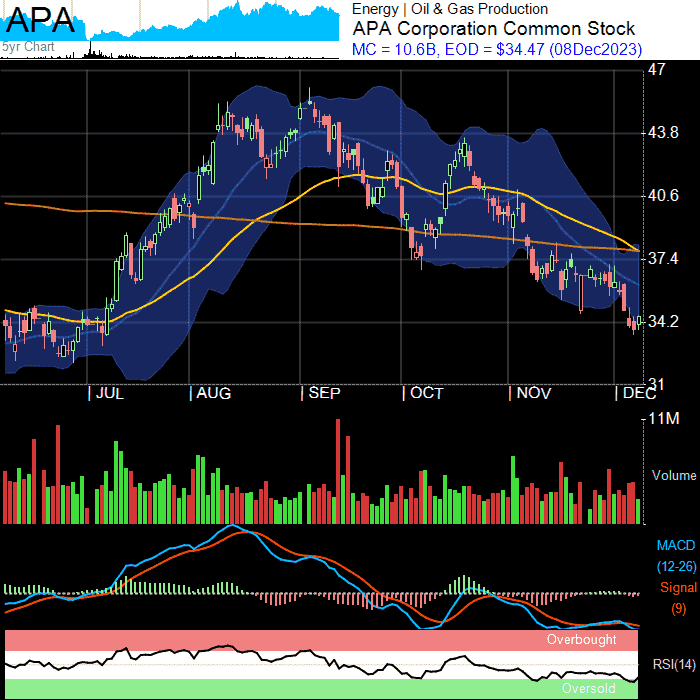 APA
5yr Chart
Energy | Oil & Gas Production
APA Corporation Common Stock
MC = 10.6B, EOD = $34.47 (08Dec2023)
47
43.8
40.6
37.4
34.2
31
| JUL | AUG | SEP | OCT | NOV | DEC
11M
Volume
MACD
(12-26)
Signal
(9)
Overbought
RSI(14)
Oversold